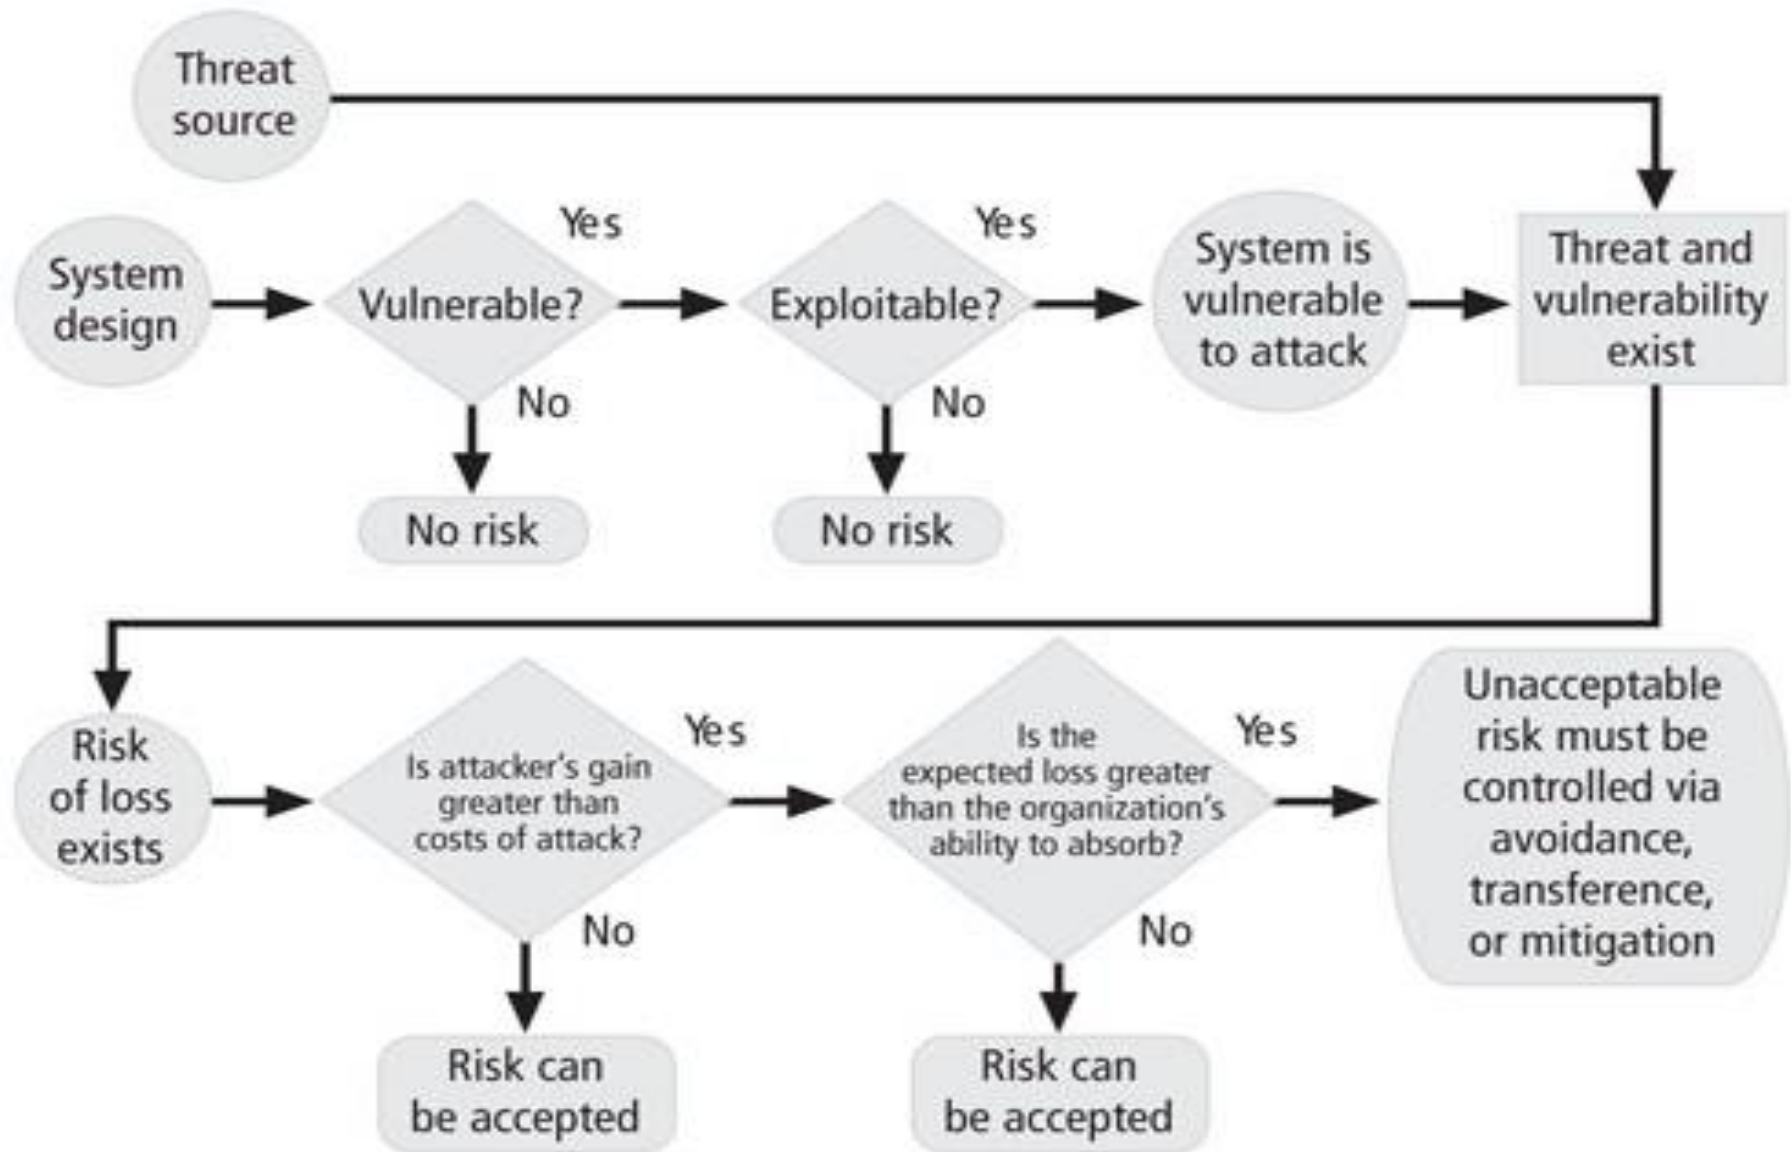 Threat
source
System
design
Vulnerable?
Yes
No
No risk
Exploitable?
Yes
No
No risk
System is
vulnerable
to attack
Threat and
vulnerability
exist
Risk
of loss
exists
Is attacker's gain
greater than
costs of attack?
Yes
No
Risk can
be accepted
Is the
expected loss greater
than the organization's
ability to absorb?
Yes
No
Risk can
be accepted
Unacceptable
risk must be
controlled via
avoidance,
transference,
or mitigation